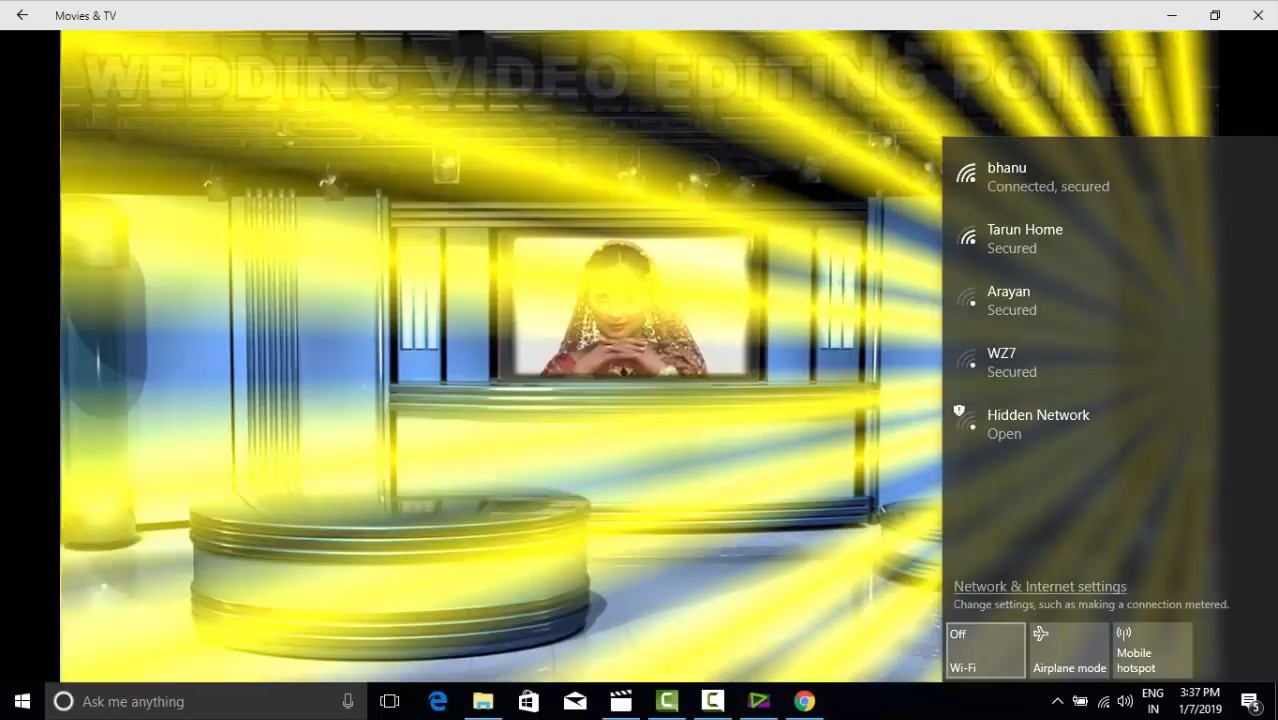 Movies & TV
WEDDING VIDEO EDITING POINT
bhanu
Connected, secured
Tarun Home
Secured
Arayan
Secured
WZ7
Secured
Hidden Network
Open
Network & Internet settings
Change settings, such as making a connection metered.
Off
Wi-Fi
Airplane mode
Mobile
hotspot
Ask me anything
ENG
IN
3:37 PM
1/7/2019
5